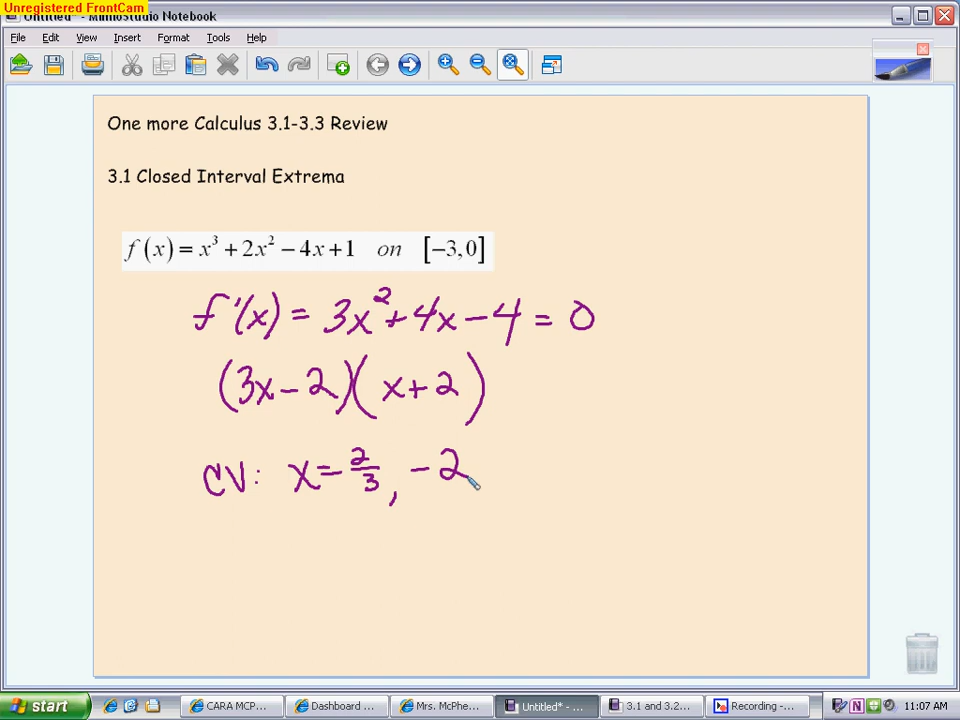 Unregistered FrontCam
Untitled* - MimioStudio Notebook
File Edit View Insert Format Tools Help
One more Calculus 3.1-3.3 Review
3.1 Closed Interval Extrema
f(x) = x³ + 2x² − 4x + 1 on [−3,0]
f'(x) = 3x² + 4x − 4 = 0
(3x − 2)(x + 2)
CV: x = 2/3, −2
start CARA MCP... Dashboard ... Mrs. McPhe... Untitled* - ... 3.1 and 3.2... Recording -... 11:07 AM